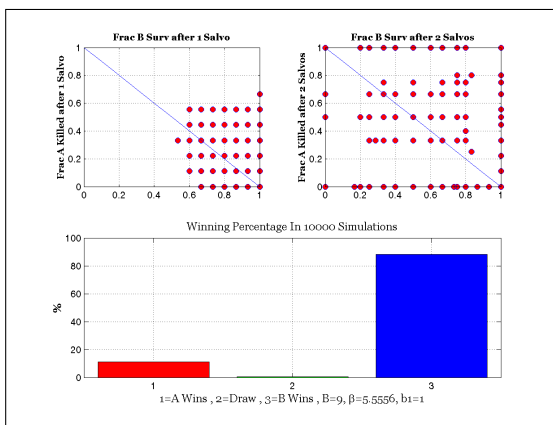 Frac B Surv after 1 Salvo
Frac A Killed after 1 Salvo
1
0.8
0.6
0.4
0.2
0
0 0.2 0.4 0.6 0.8 1
Frac B Surv after 2 Salvos
Frac A Killed after 2 Salvos
1
0.8
0.6
0.4
0.2
0
0 0.2 0.4 0.6 0.8 1
Winning Percentage In 10000 Simulations
%
100
80
60
40
20
0
1 2 3
1=A Wins , 2=Draw , 3=B Wins , B=9, β=5.5556, b1=1